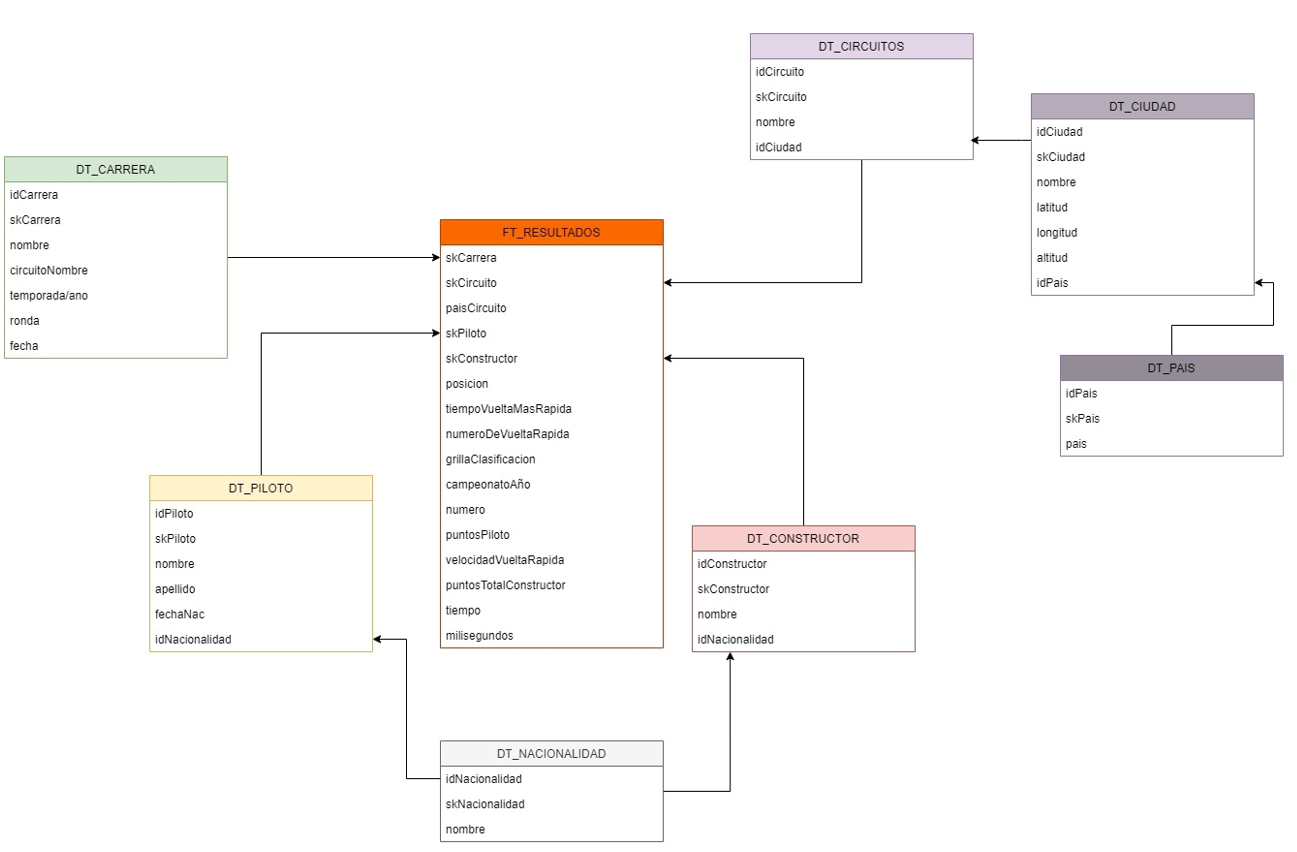 DT_CIRCUITOS
idCircuito
skCircuito
nombre
idCiudad
DT_CIUDAD
idCiudad
skCiudad
nombre
latitud
longitud
altitud
idPais
DT_CARRERA
idCarrera
skCarrera
nombre
circuitoNombre
temporada/ano
ronda
fecha
FT_RESULTADOS
skCarrera
skCircuito
paisCircuito
skPiloto
skConstructor
posicion
tiempoVueltaMasRapida
numeroDeVueltaRapida
grillaClasificacion
campeonatoAño
numero
puntosPiloto
velocidadVueltaRapida
puntosTotalConstructor
tiempo
milisegundos
DT_PAIS
idPais
skPais
pais
DT_PILOTO
idPiloto
skPiloto
nombre
apellido
fechaNac
idNacionalidad
DT_CONSTRUCTOR
idConstructor
skConstructor
nombre
idNacionalidad
DT_NACIONALIDAD
idNacionalidad
skNacionalidad
nombre